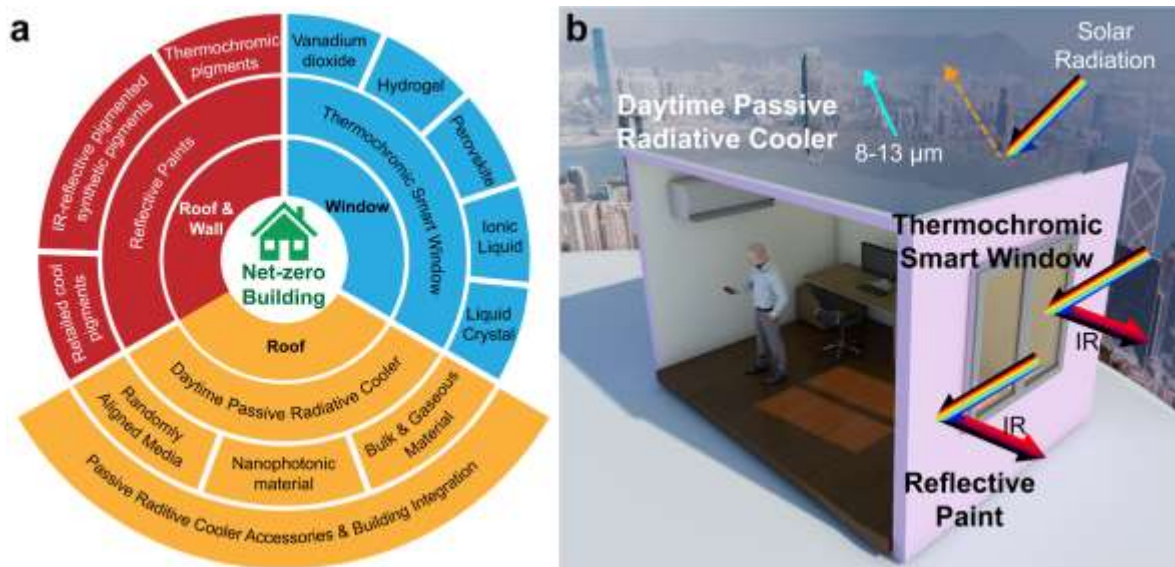 a
Thermochromic
pigments
IR-reflective pigmented
synthetic pigments
Retailed cool
pigments
Reflective Paints
Roof &
Wall
Vanadium
dioxide
Hydrogel
Perovskite
Ionic
Liquid
Liquid
Crystal
Thermochromic Smart Window
Window
Net-zero
Building
Roof
Daytime Passive Radiative Cooler
Randomly
Aligned Media
Nanophotonic
material
Bulk & Gaseous
Material
Passive Raditive Cooler Accessories & Building Integration
b
Solar
Radiation
Daytime Passive
Radiative Cooler
8-13 µm
Thermochromic
Smart Window
IR
IR
Reflective
Paint